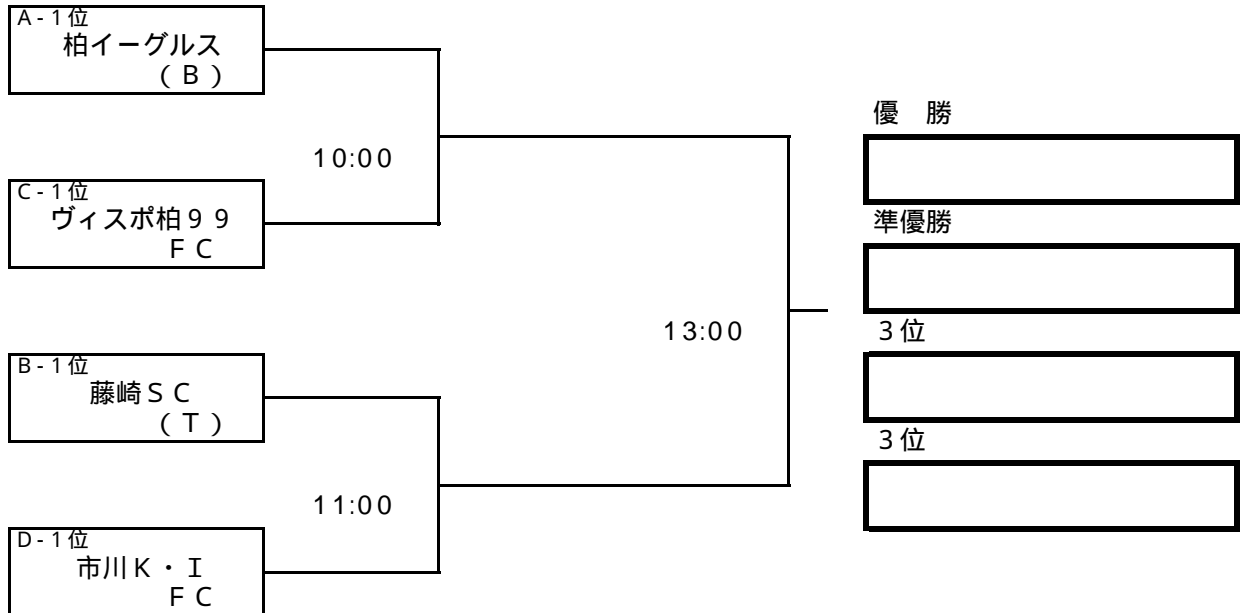 A-1位
柏イーグルス
(B)
10:00
C-1位
ヴィスポ柏99
FC
B-1位
藤崎SC
(T)
11:00
D-1位
市川K・I
FC
13:00
優　勝
準優勝
3位
3位